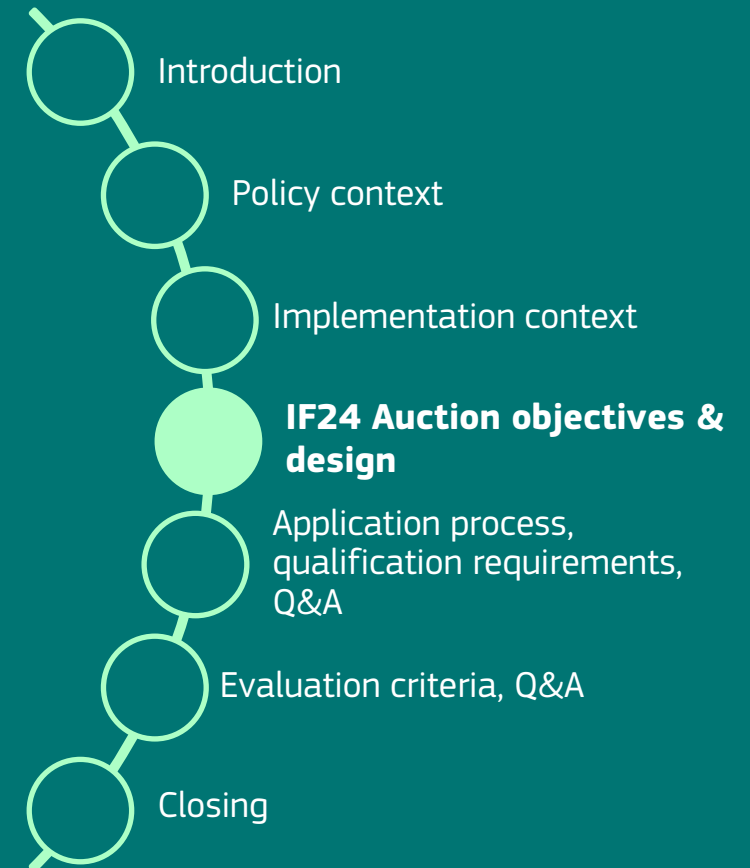 Introduction
Policy context
Implementation context
IF24 Auction objectives &
design
Application process,
qualification requirements,
Q&A
Evaluation criteria, Q&A
Closing